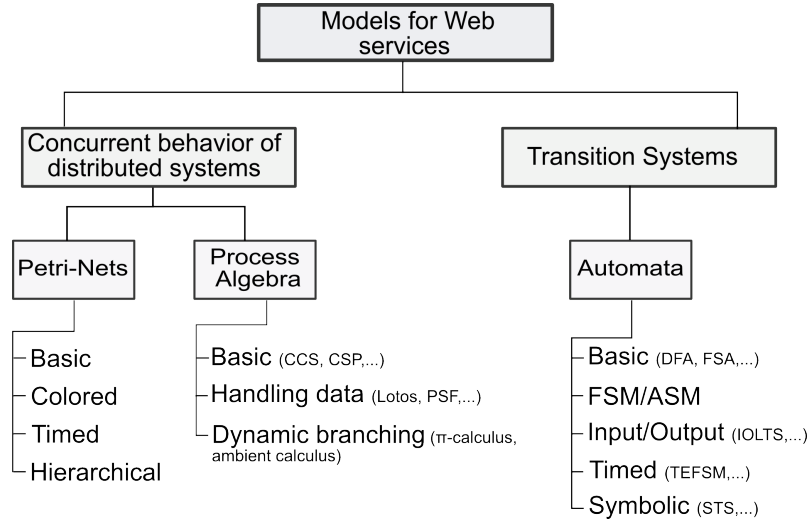 Models for Web
services
Concurrent behavior of
distributed systems
Transition Systems
Petri-Nets
Process
Algebra
Automata
Basic
Colored
Timed
Hierarchical
Basic (CCS, CSP,...)
Handling data (Lotos, PSF,...)
Dynamic branching (π-calculus,
ambient calculus)
Basic (DFA, FSA,...)
FSM/ASM
Input/Output (IOLTS,...)
Timed (TEFSM,...)
Symbolic (STS,...)